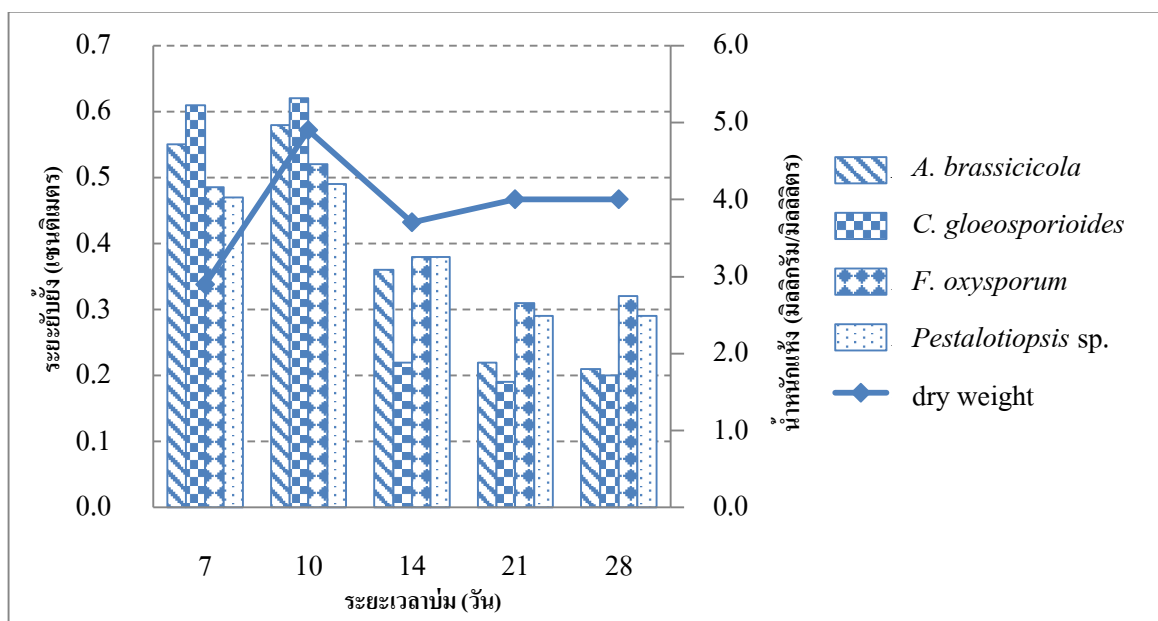 0.7
0.6
0.5
0.4
0.3
0.2
0.1
0.0
ระยะยับยั้ง (เซนติเมตร)
6.0
5.0
4.0
3.0
2.0
1.0
0.0
น้ำหนักแห้ง (มิลลิกรัม/มิลลิลิตร)
7 10 14 21 28
ระยะเวลาบ่ม (วัน)
A. brassicicola
C. gloeosporioides
F. oxysporum
Pestalotiopsis sp.
dry weight